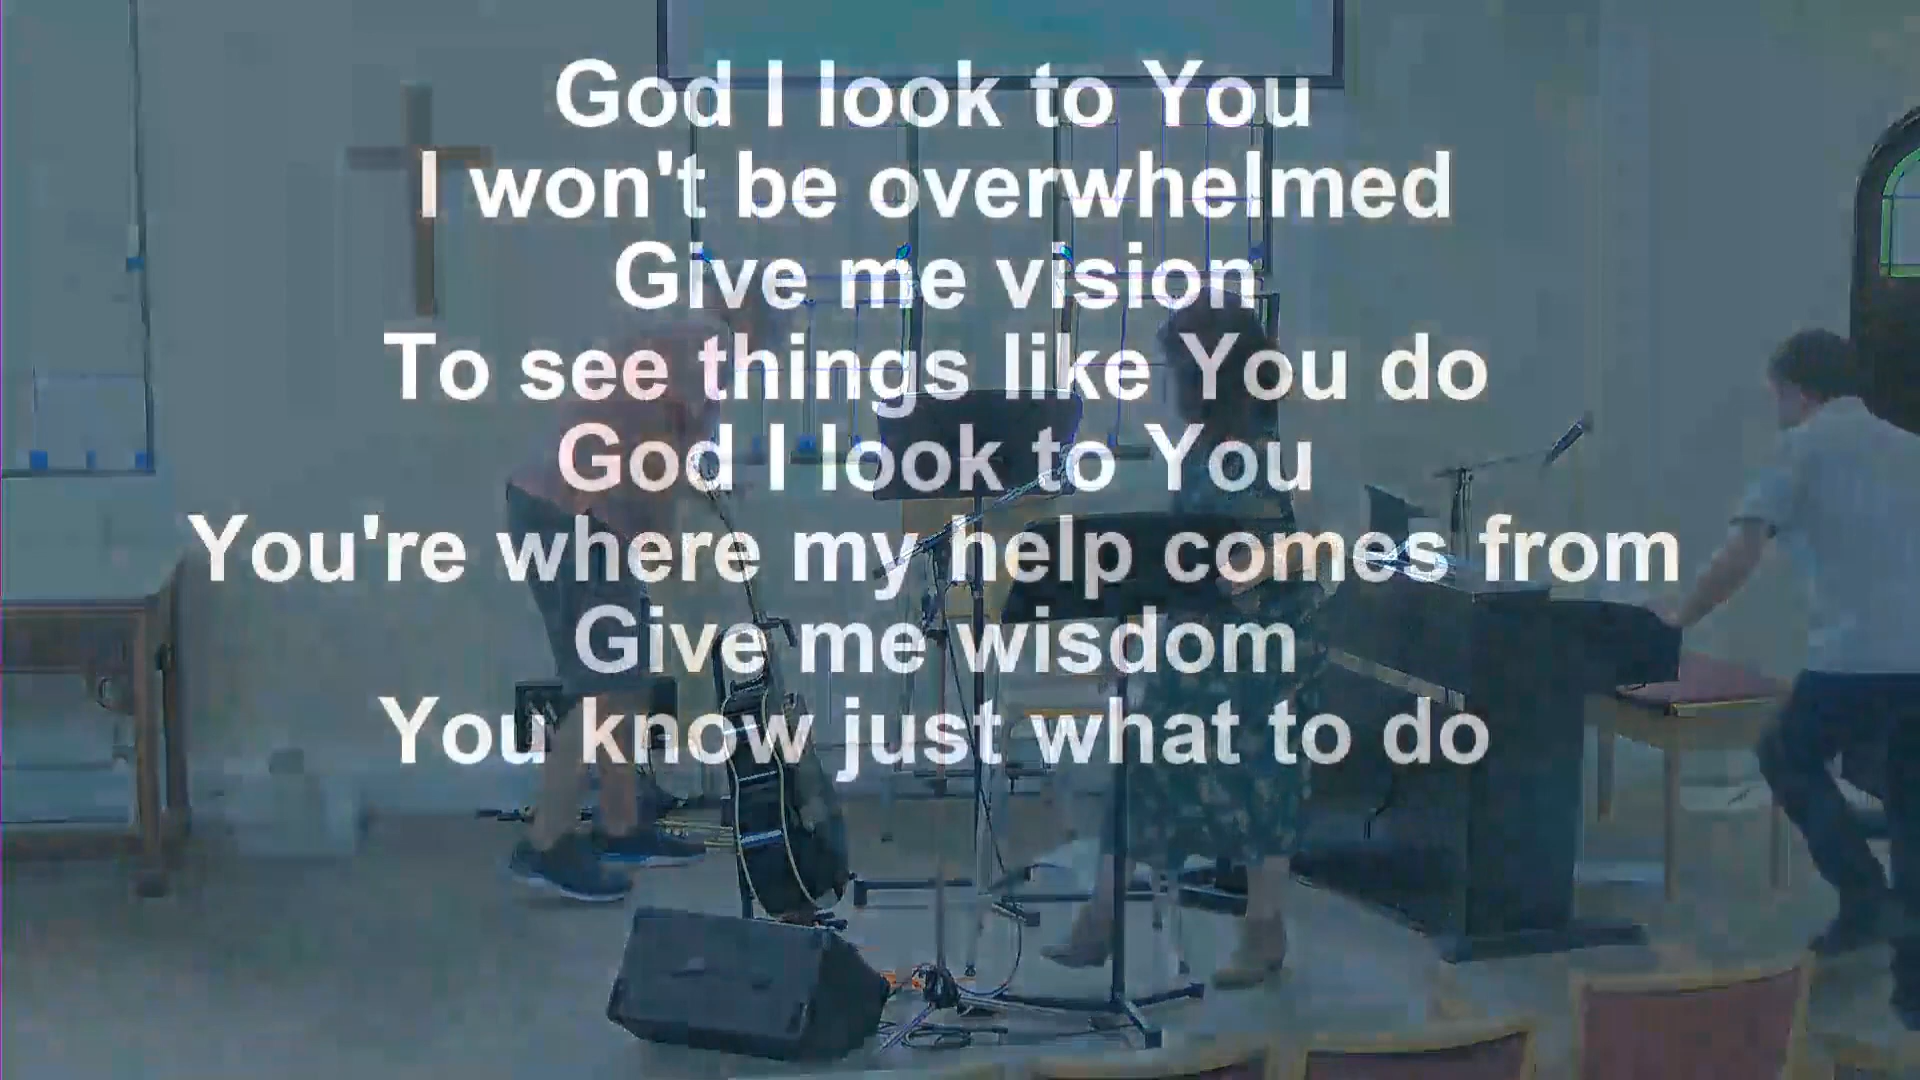 God I look to You
I won't be overwhelmed
Give me vision
To see things like You do
God I look to You
You're where my help comes from
Give me wisdom
You know just what to do